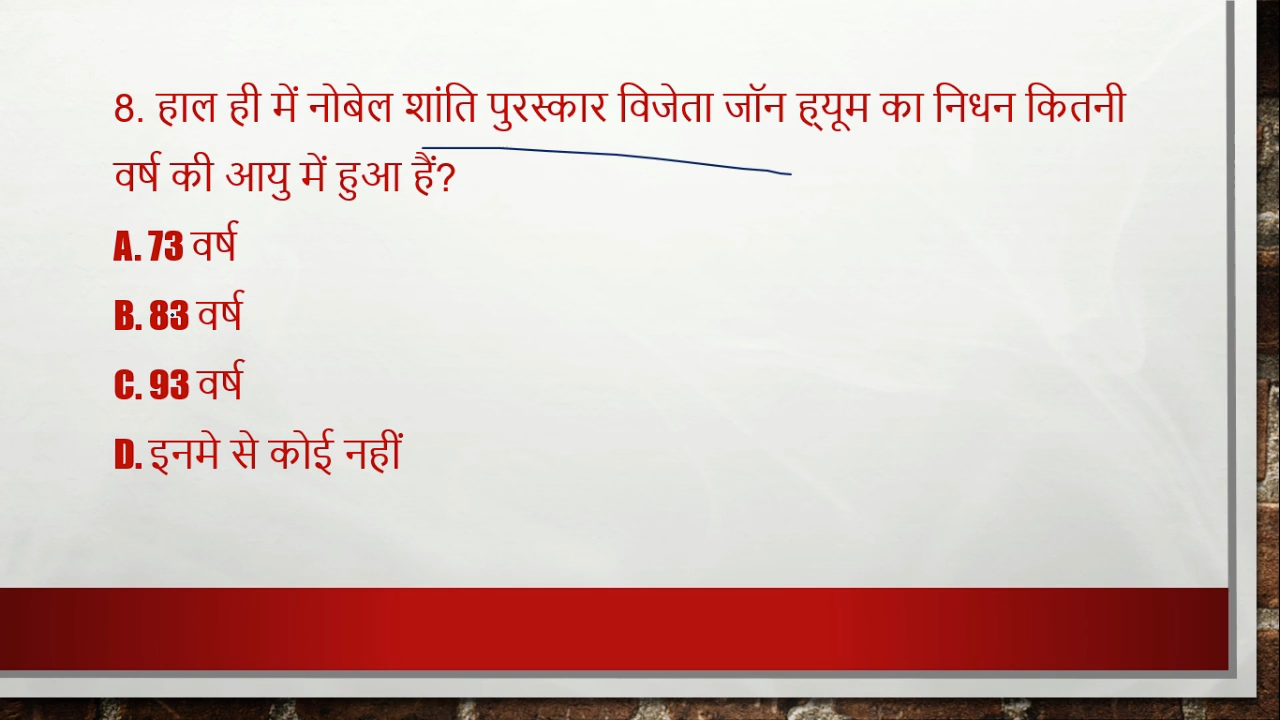 8. हाल ही में नोबेल शांति पुरस्कार विजेता जॉन ह्यूम का निधन कितनी
वर्ष की आयु में हुआ हैं?
A. 73 वर्ष
B. 83 वर्ष
C. 93 वर्ष
D. इनमे से कोई नहीं